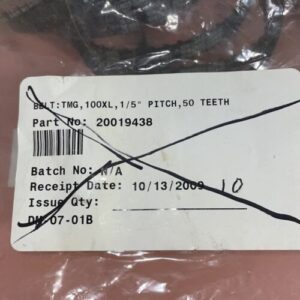 BELT:TMG,100XL,1/5" PITCH,50 TEETH
Part No: 20019438
Batch No: N/A
Receipt Date: 10/13/2009 10
Issue Qty:
DM-07-01B